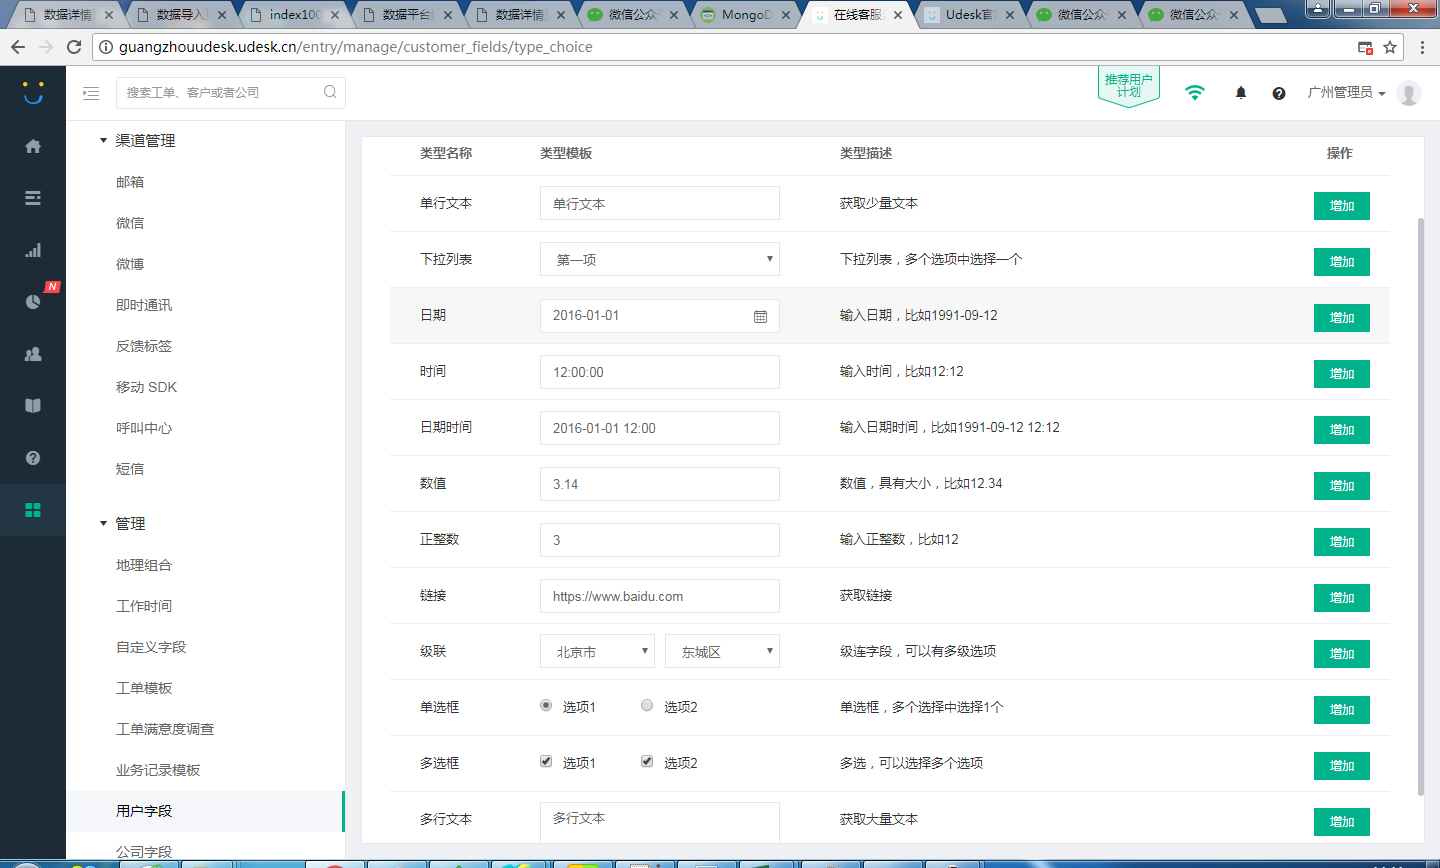 数据详情
数据导入
index100
数据平台
数据详情
微信公众
MongoD
在线客服
Udesk官
微信公众
微信公众
guangzhouudesk.udesk.cn/entry/manage/customer_fields/type_choice
搜索工单、客户或者公司
推荐用户
计划
广州管理员
N
渠道管理
邮箱
微信
微博
即时通讯
反馈标签
移动 SDK
呼叫中心
短信
管理
地理组合
工作时间
自定义字段
工单模板
工单满意度调查
业务记录模板
用户字段
公司字段
类型名称 类型模板 类型描述 操作
单行文本 单行文本 获取少量文本 增加
下拉列表 第一项 下拉列表，多个选项中选择一个 增加
日期 2016-01-01 输入日期，比如1991-09-12 增加
时间 12:00:00 输入时间，比如12:12 增加
日期时间 2016-01-01 12:00 输入日期时间，比如1991-09-12 12:12 增加
数值 3.14 数值，具有大小，比如12.34 增加
正整数 3 输入正整数，比如12 增加
链接 https://www.baidu.com 获取链接 增加
级联 北京市 东城区 级连字段，可以有多级选项 增加
单选框 选项1 选项2 单选框，多个选择中选择1个 增加
多选框 选项1 选项2 多选，可以选择多个选项 增加
多行文本 多行文本 获取大量文本 增加